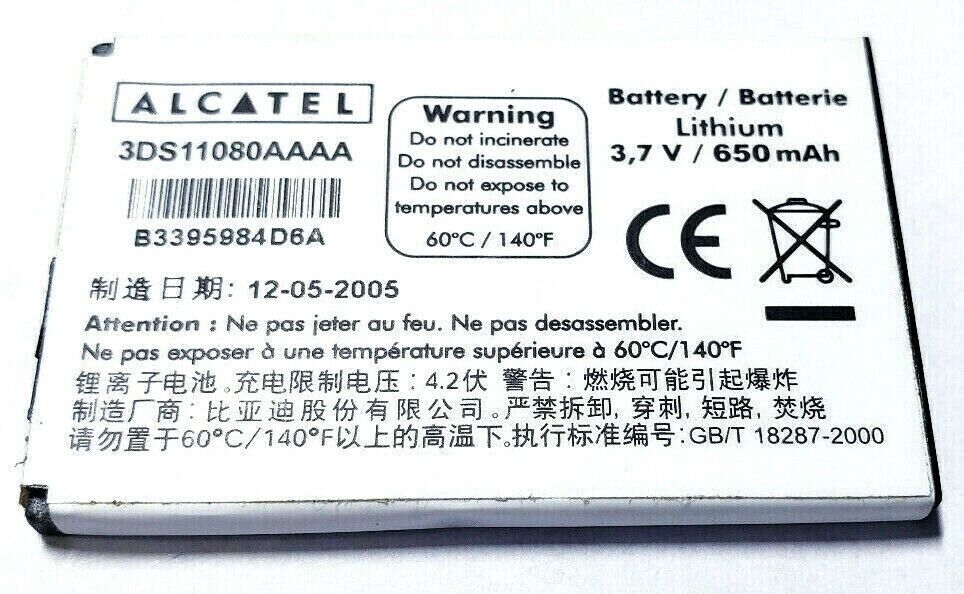 ALCATEL
3DS11080AAAA
B3395984D6A
Warning
Do not incinerate
Do not disassemble
Do not expose to
temperatures above
60°C / 140°F
Battery / Batterie
Lithium
3,7 V / 650 mAh
CE
制造日期: 12-05-2005
Attention : Ne pas jeter au feu. Ne pas desassembler.
Ne pas exposer à une température supérieure à 60°C/140°F
锂离子电池。充电限制电压: 4.2伏 警告: 燃烧可能引起爆炸
制造厂商: 比亚迪股份有限公司。严禁拆卸, 穿刺, 短路, 焚烧
请勿置于60°C/140°F以上的高温下。执行标准编号:GB/T 18287-2000